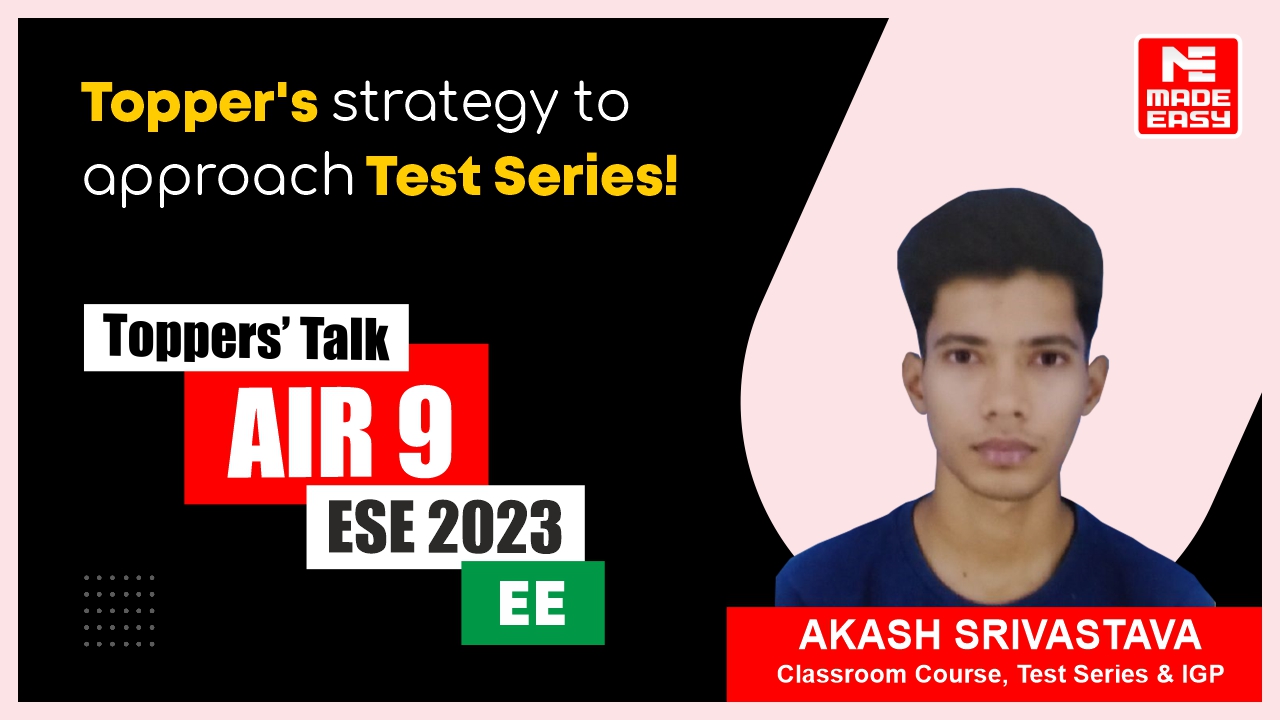 Topper's strategy to
approach Test Series!
Toppers’ Talk
AIR 9
ESE 2023
EE
ME
MADE
EASY
AKASH SRIVASTAVA
Classroom Course, Test Series & IGP